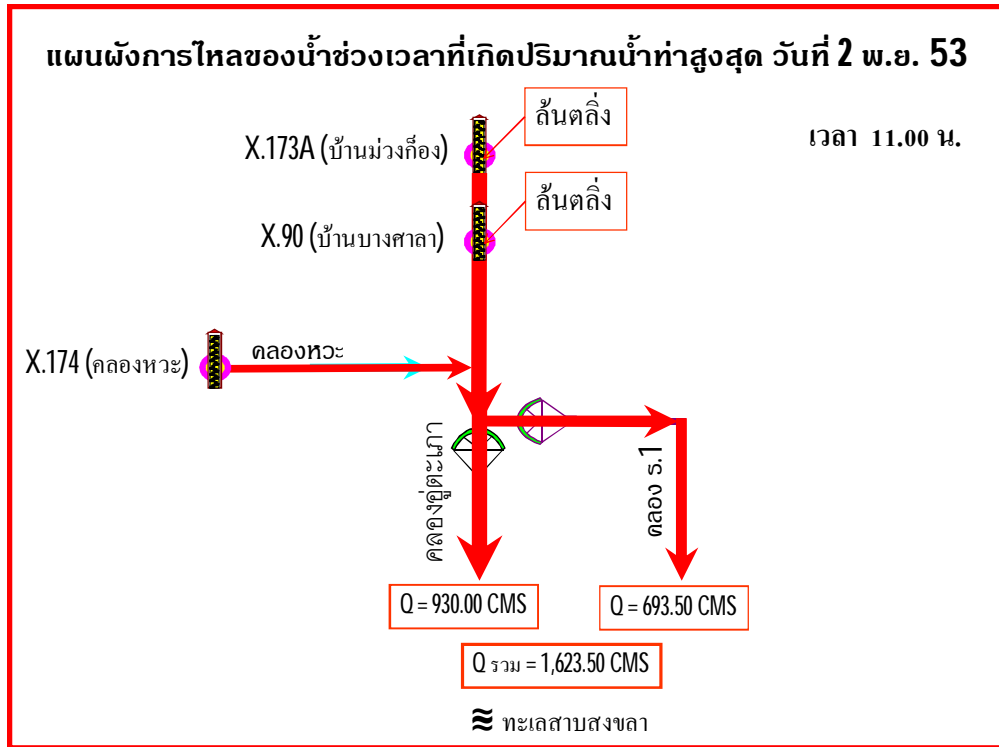 แผนผังการไหลของน้ำช่วงเวลาที่เกิดปริมาณน้ำท่าสูงสุด วันที่ 2 พ.ย. 53
เวลา 11.00 น.
ล้นตลิ่ง
X.173A (บ้านม่วงก็อง)
ล้นตลิ่ง
X.90 (บ้านบางศาลา)
X.174 (คลองหวะ)
คลองหวะ
คลองอู่ตะเภา
คลอง ร.1
Q = 930.00 CMS
Q = 693.50 CMS
Q รวม = 1,623.50 CMS
≋ ทะเลสาบสงขลา